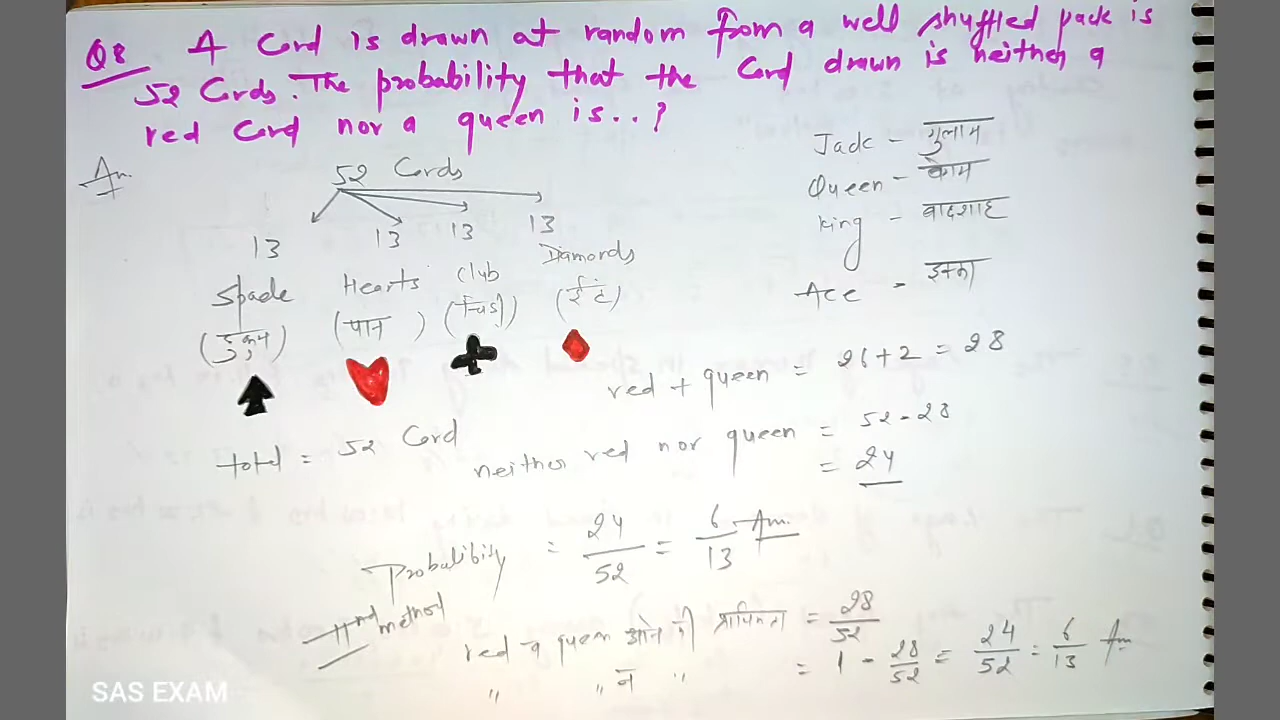 Q8 A Card is drawn at random from a well shuffled pack is
52 Cards. The probability that the Card drawn is neither a
red Card nor a queen is..?
Ans.
52 Cards
13 13 13 13
Spade Hearts Club Diamonds
(हुकुम) (पान) (चिड़ी) (ईंट)
Jack - गुलाम
Queen - बेगम
King - बादशाह
Ace - इक्का
red + queen = 26+2 = 28
total = 52 Card
neither red nor queen = 52-28
= 24
Probability = 24/52 = 6/13 Ans.
IInd method
red व queen आने की प्रायिकता = 28/52
" " न " = 1 - 28/52 = 24/52 = 6/13 Ans
SAS EXAM